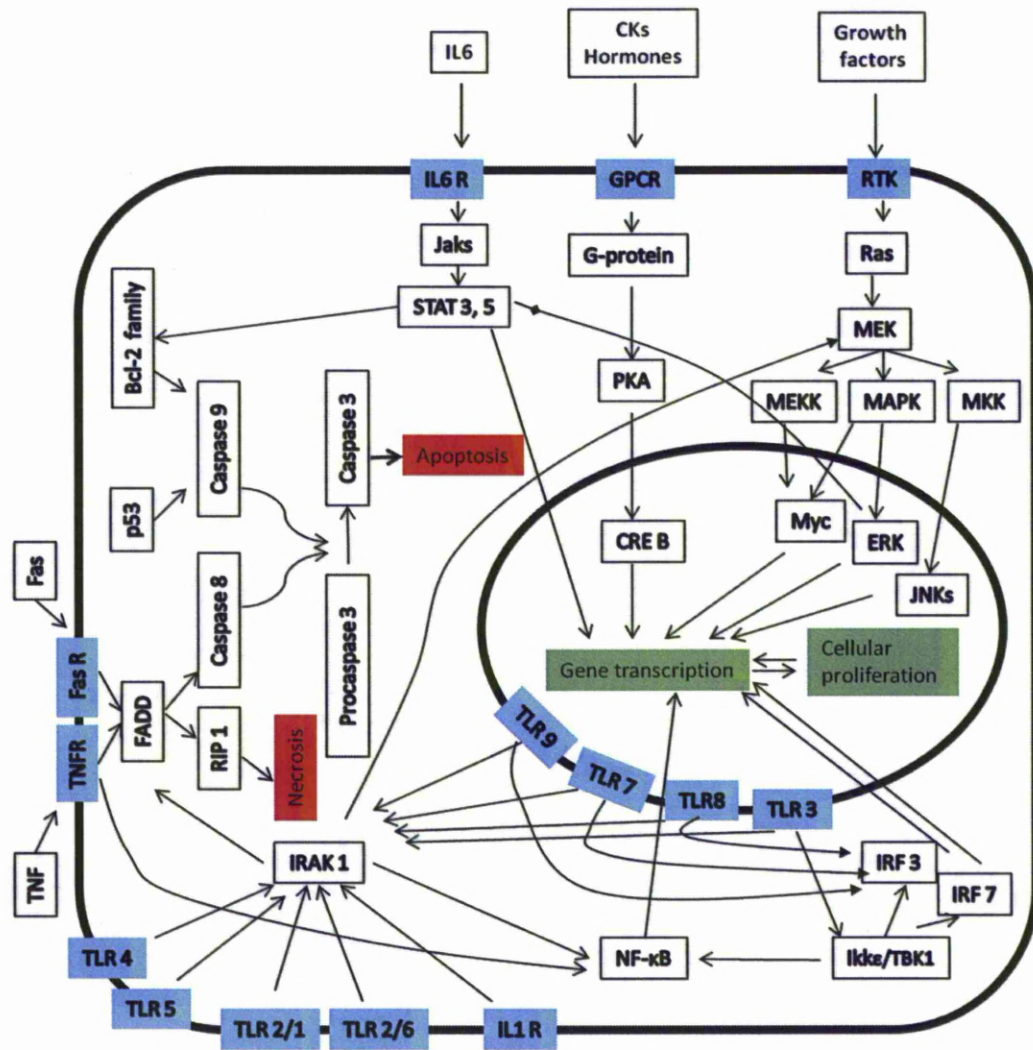 IL6
CKs
Hormones
Growth
factors
IL6 R
GPCR
RTK
Jaks
G-protein
Ras
STAT 3, 5
MEK
Bcl-2 family
PKA
MEKK
MAPK
MKK
Caspase 9
Caspase 3
Apoptosis
p53
Myc
CRE B
ERK
JNKs
Fas
Caspase 8
Procaspase 3
Fas R
FADD
Gene transcription
Cellular
proliferation
TNFR
RIP 1
Necrosis
TLR 9
TLR 7
TLR8
TLR 3
TNF
IRAK 1
IRF 3
IRF 7
TLR 4
NF-κB
Ikkε/TBK1
TLR 5
TLR 2/1
TLR 2/6
IL1 R